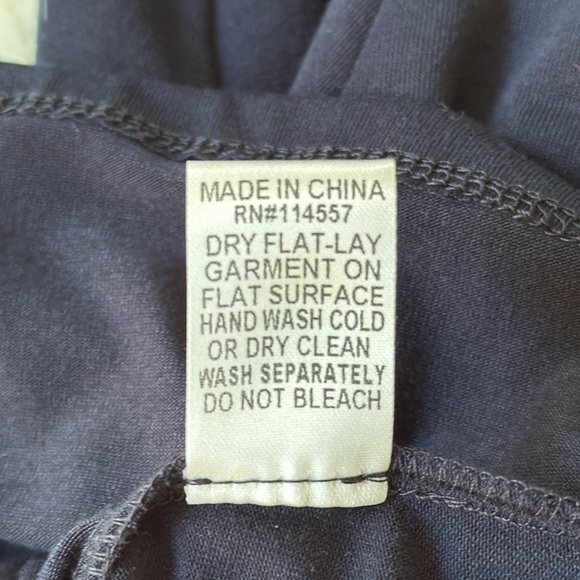 MADE IN CHINA
RN#114557
DRY FLAT-LAY
GARMENT ON
FLAT SURFACE
HAND WASH COLD
OR DRY CLEAN
WASH SEPARATELY
DO NOT BLEACH